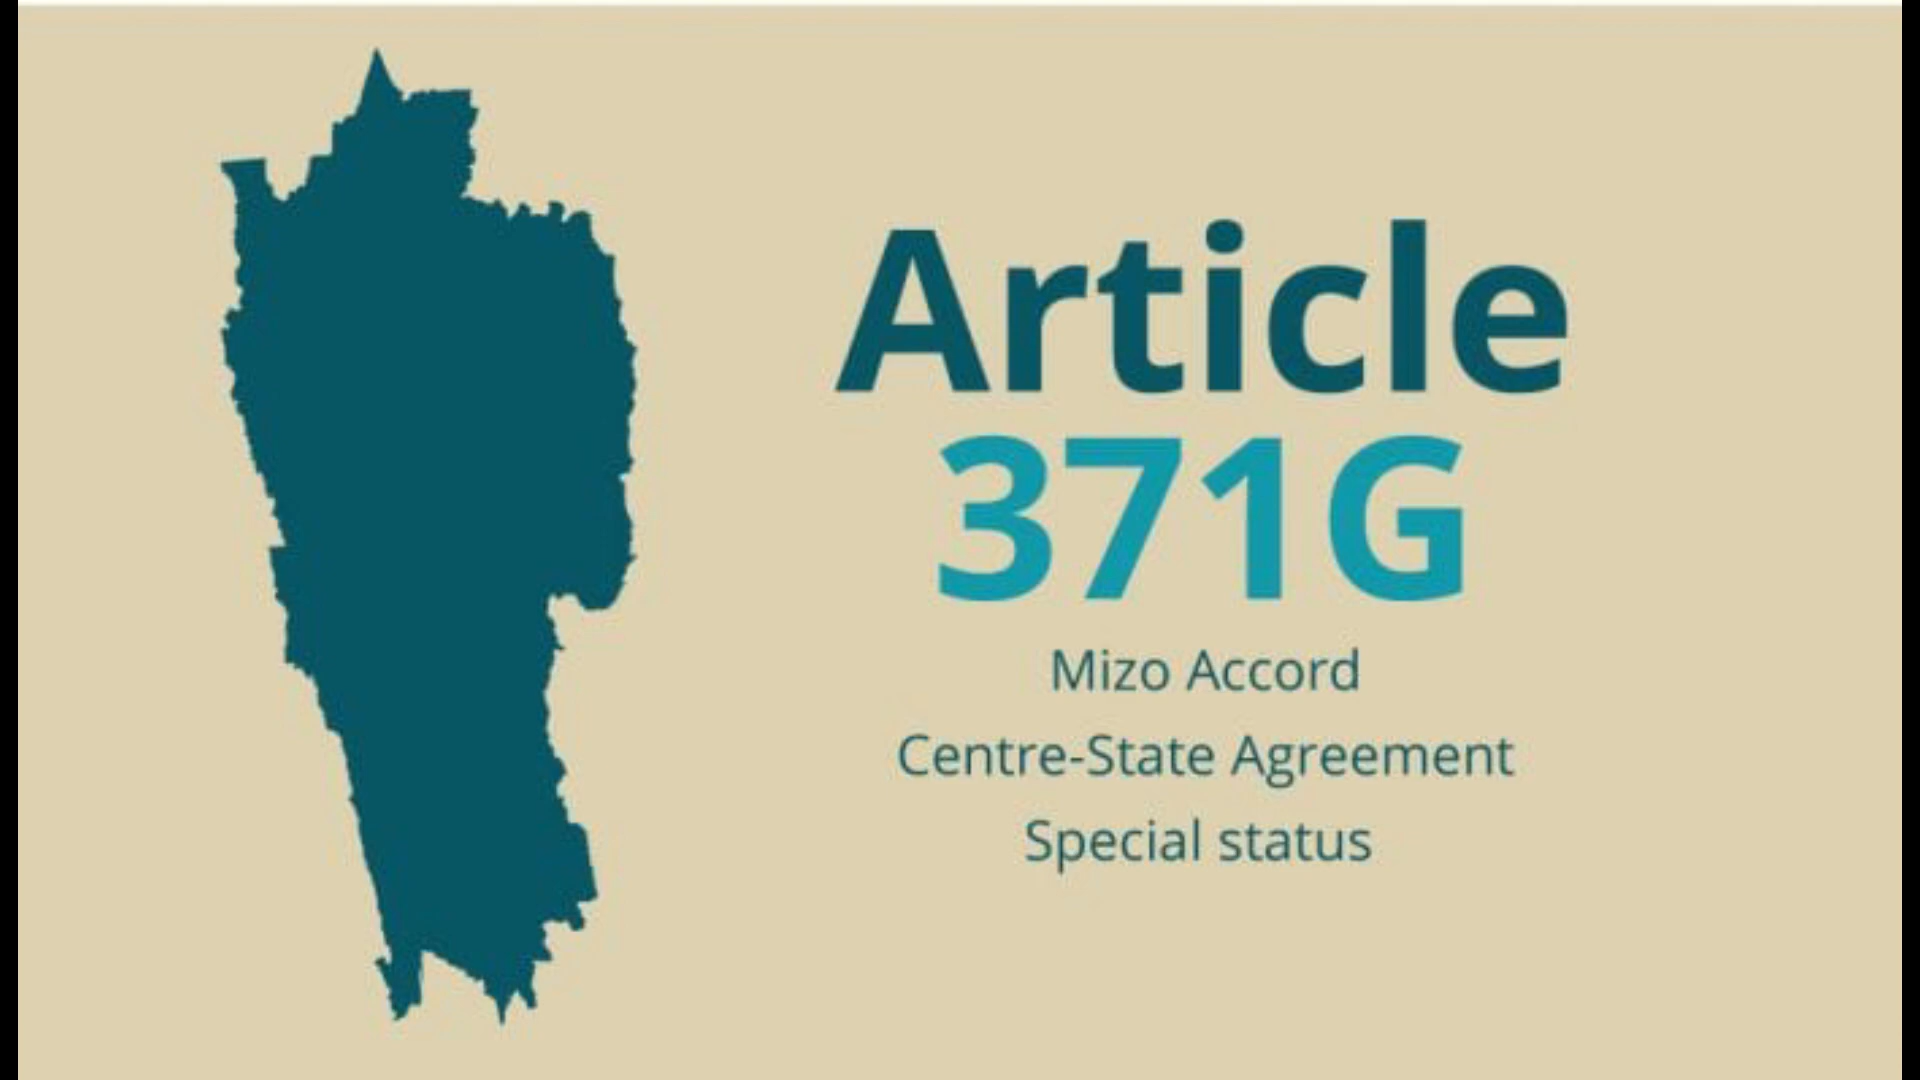 Article
371G
Mizo Accord
Centre-State Agreement
Special status